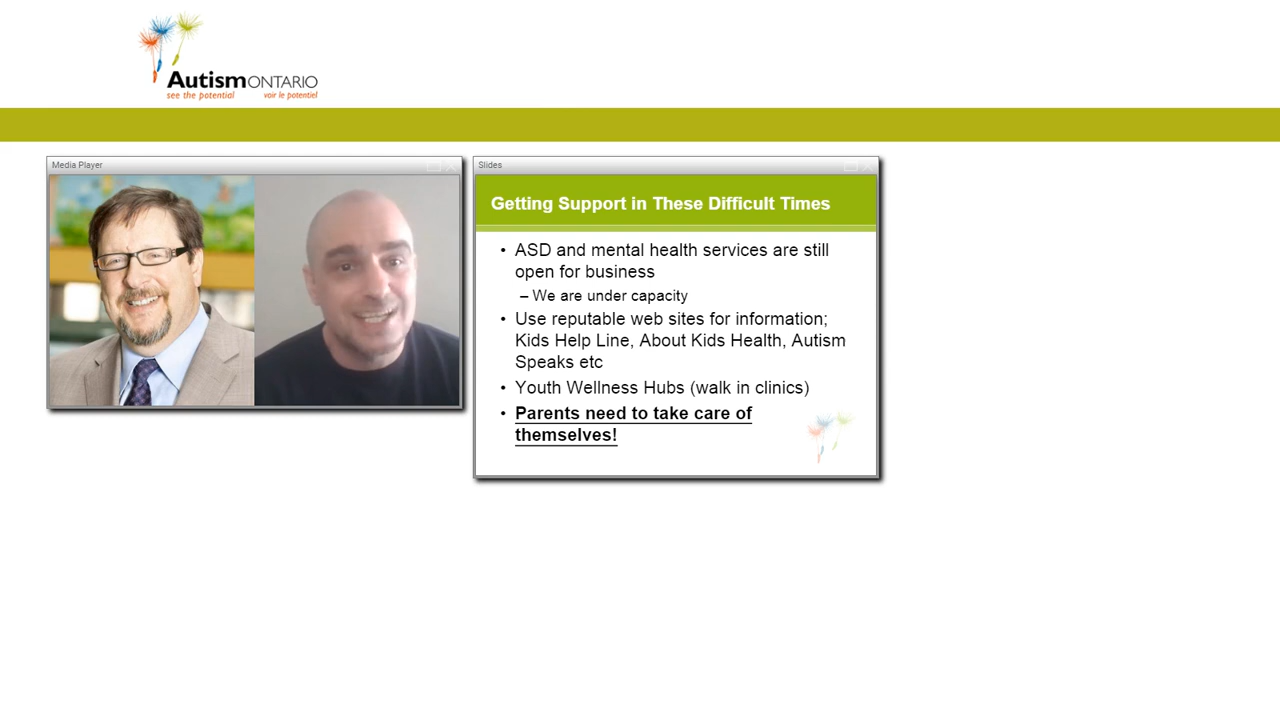 Autism ONTARIO
see the potential voir le potentiel
Media Player
Slides
Getting Support in These Difficult Times
• ASD and mental health services are still
open for business
– We are under capacity
• Use reputable web sites for information;
Kids Help Line, About Kids Health, Autism
Speaks etc
• Youth Wellness Hubs (walk in clinics)
• Parents need to take care of
themselves!